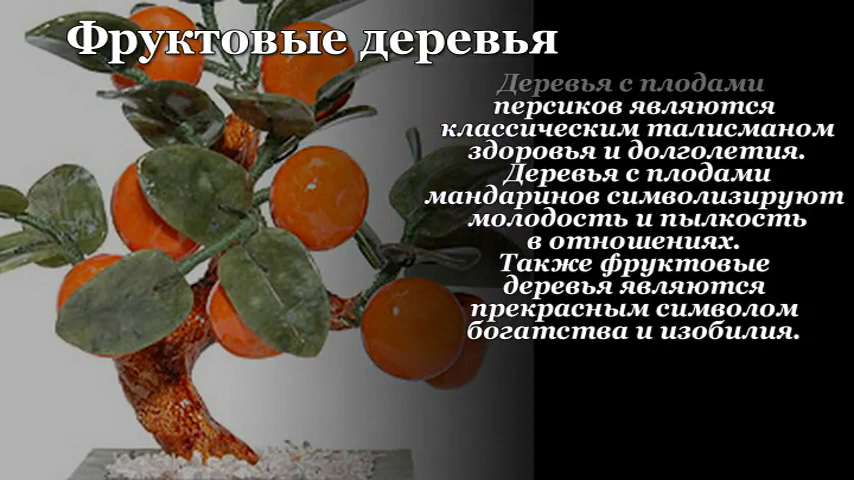 Фруктовые деревья
Деревья с плодами
персиков являются
классическим талисманом
здоровья и долголетия.
Деревья с плодами
мандаринов символизируют
молодость и пылкость
в отношениях.
Также фруктовые
деревья являются
прекрасным символом
богатства и изобилия.